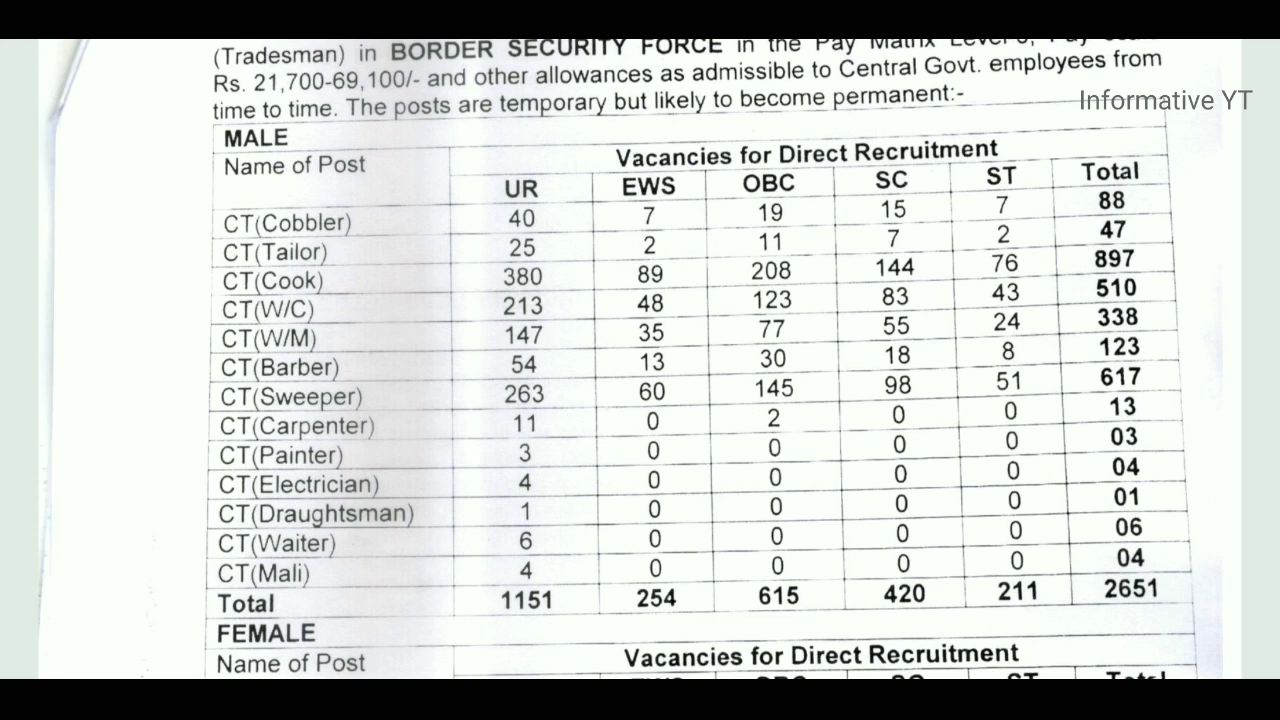 (Tradesman) in BORDER SECURITY FORCE in the Pay Matrix Level
Rs. 21,700-69,100/- and other allowances as admissible to Central Govt. employees from
time to time. The posts are temporary but likely to become permanent:-
Informative YT
MALE
Name of Post Vacancies for Direct Recruitment
UR EWS OBC SC ST Total
CT(Cobbler) 40 7 19 15 7 88
CT(Tailor) 25 2 11 7 2 47
CT(Cook) 380 89 208 144 76 897
CT(W/C) 213 48 123 83 43 510
CT(W/M) 147 35 77 55 24 338
CT(Barber) 54 13 30 18 8 123
CT(Sweeper) 263 60 145 98 51 617
CT(Carpenter) 11 0 2 0 0 13
CT(Painter) 3 0 0 0 0 03
CT(Electrician) 4 0 0 0 0 04
CT(Draughtsman) 1 0 0 0 0 01
CT(Waiter) 6 0 0 0 0 06
CT(Mali) 4 0 0 0 0 04
Total 1151 254 615 420 211 2651
FEMALE
Name of Post Vacancies for Direct Recruitment
EWS OBC SC ST Total